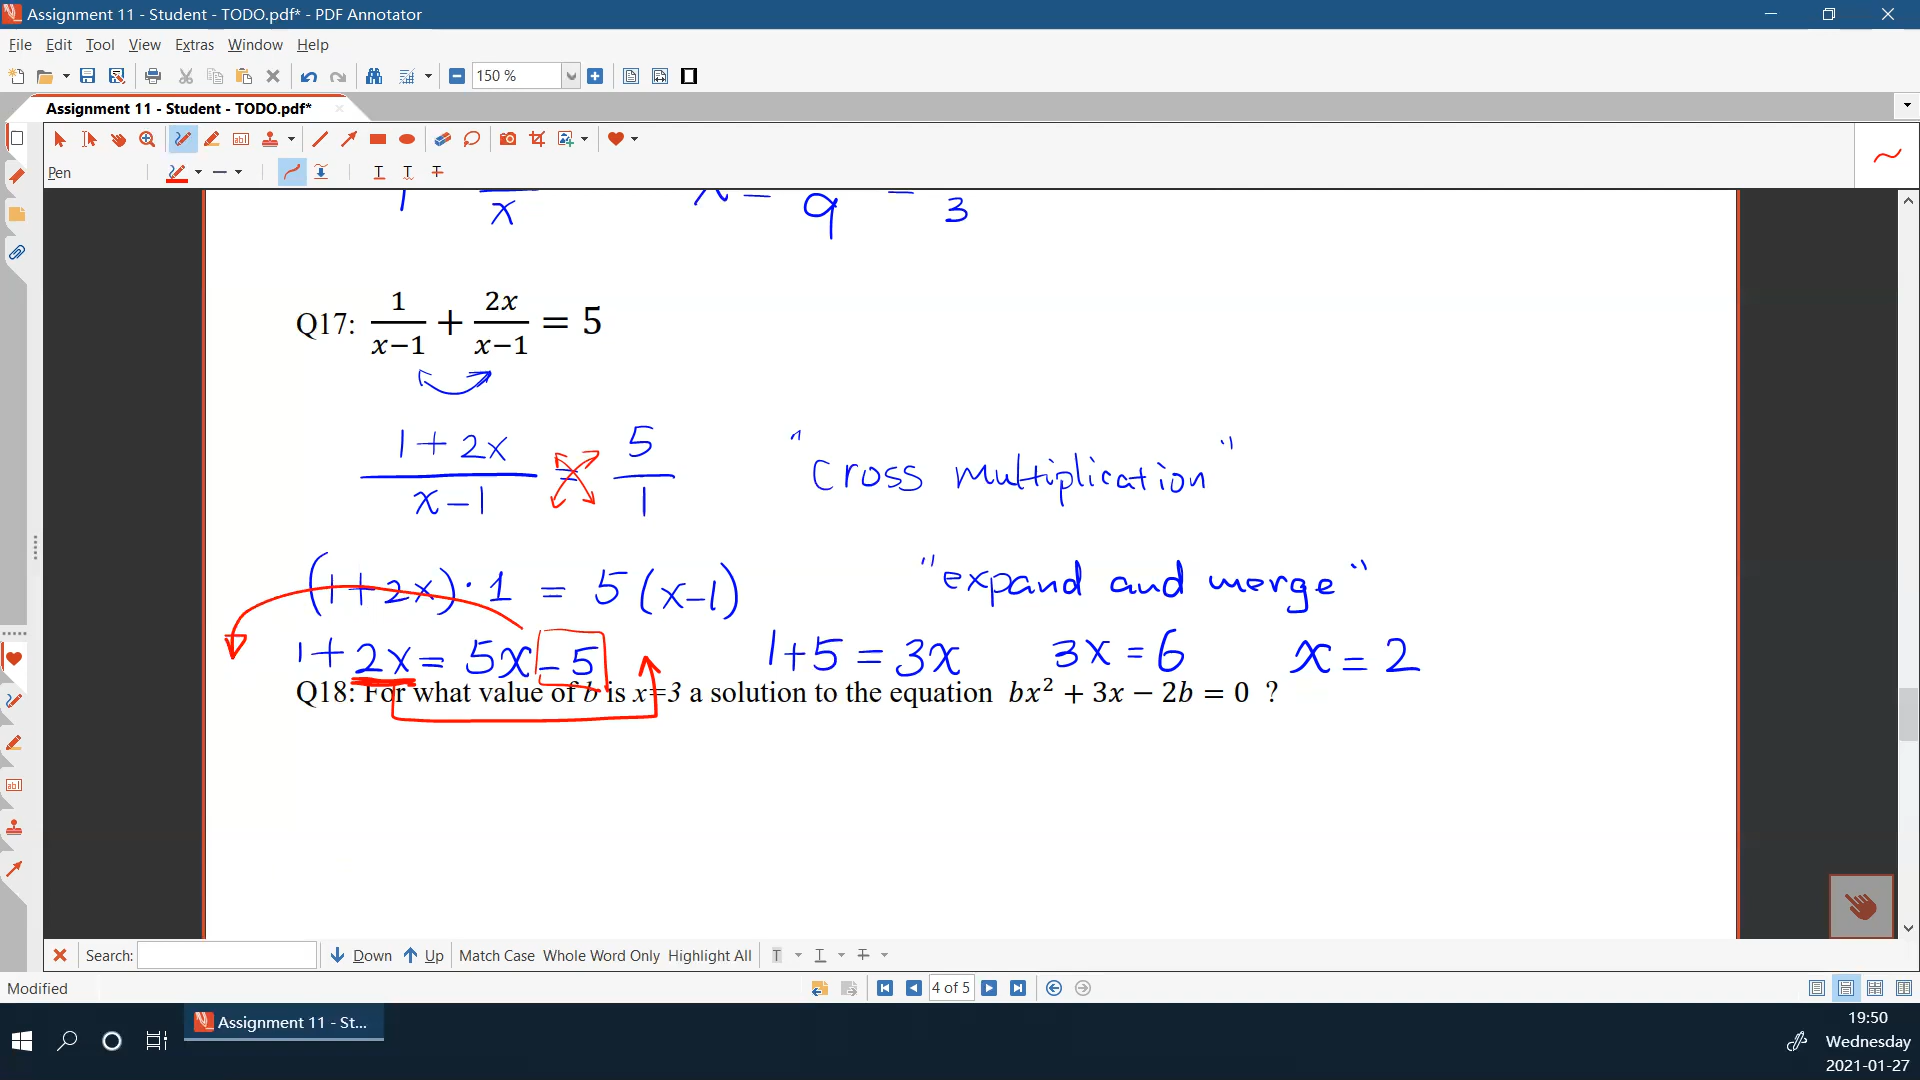 Assignment 11 - Student - TODO.pdf* - PDF Annotator
File Edit Tool View Extras Window Help
150 %
Assignment 11 - Student - TODO.pdf*
Pen
1 x x = 9 = 3
Q17: 1/(x−1) + 2x/(x−1) = 5
(1 + 2x)/(x − 1) = 5/1 "Cross multiplication"
(1+2x)·1 = 5(x−1) "expand and merge"
1+2x = 5x−5 1+5 = 3x 3x = 6 x = 2
Q18: For what value of b is x=3 a solution to the equation bx² + 3x − 2b = 0 ?
Search: Down Up Match Case Whole Word Only Highlight All
Modified
4 of 5
Assignment 11 - St...
19:50
Wednesday
2021-01-27